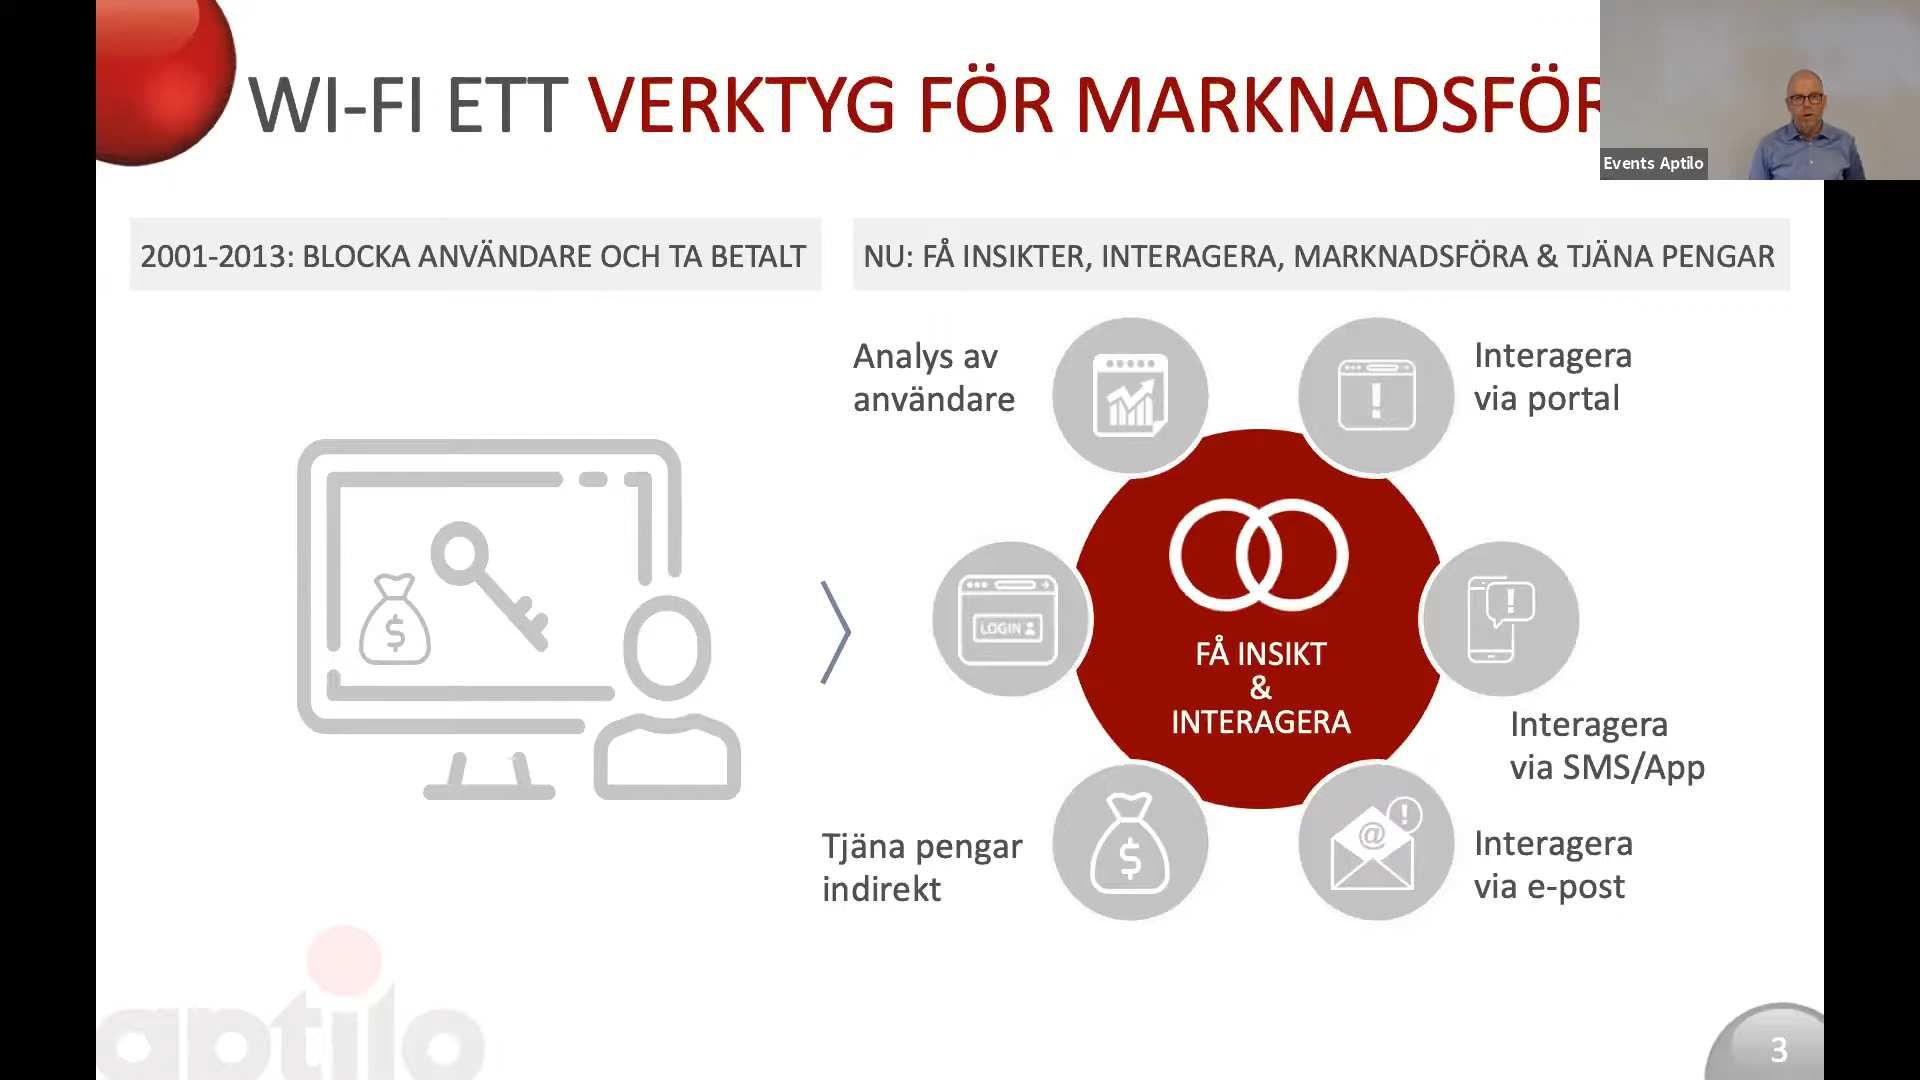 WI-FI ETT VERKTYG FÖR MARKNADSFÖR
Events Aptilo
2001-2013: BLOCKA ANVÄNDARE OCH TA BETALT
NU: FÅ INSIKTER, INTERAGERA, MARKNADSFÖRA & TJÄNA PENGAR
Analys av
användare
Interagera
via portal
LOGIN
FÅ INSIKT
&
INTERAGERA
Interagera
via SMS/App
Tjäna pengar
indirekt
Interagera
via e-post
aptilo
3